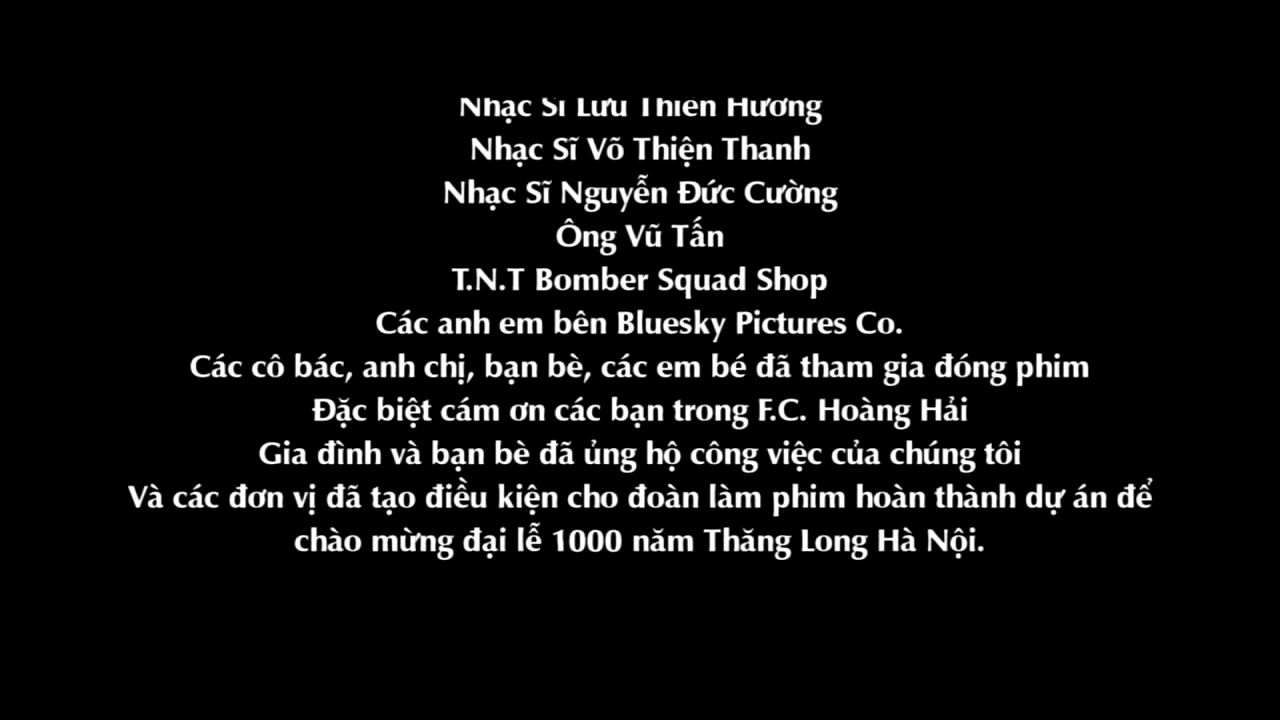 Nhạc Sĩ Lưu Thiên Hương
Nhạc Sĩ Võ Thiện Thanh
Nhạc Sĩ Nguyễn Đức Cường
Ông Vũ Tấn
T.N.T Bomber Squad Shop
Các anh em bên Bluesky Pictures Co.
Các cô bác, anh chị, bạn bè, các em bé đã tham gia đóng phim
Đặc biệt cám ơn các bạn trong F.C. Hoàng Hải
Gia đình và bạn bè đã ủng hộ công việc của chúng tôi
Và các đơn vị đã tạo điều kiện cho đoàn làm phim hoàn thành dự án để
chào mừng đại lễ 1000 năm Thăng Long Hà Nội.